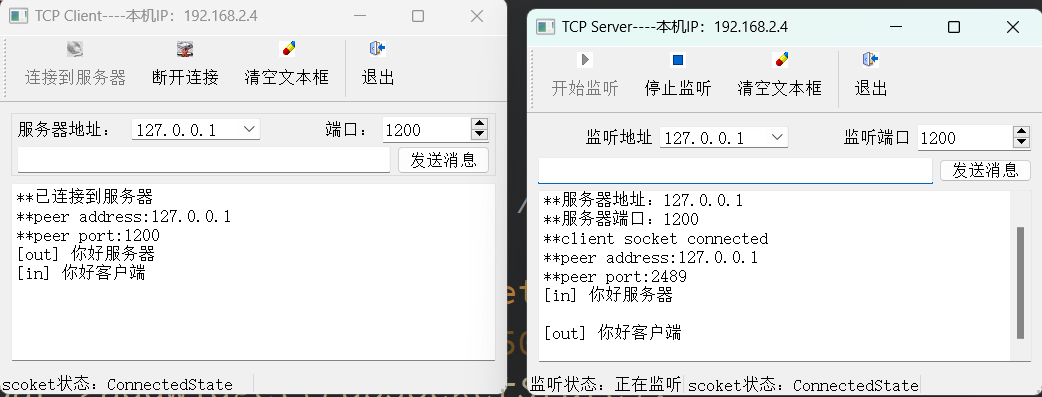 TCP Client----本机IP：192.168.2.4
连接到服务器 断开连接 清空文本框 退出
服务器地址： 127.0.0.1 端口： 1200
发送消息
**已连接到服务器
**peer address:127.0.0.1
**peer port:1200
[out] 你好服务器
[in] 你好客户端
scoket状态：ConnectedState
TCP Server----本机IP：192.168.2.4
开始监听 停止监听 清空文本框 退出
监听地址 127.0.0.1 监听端口 1200
发送消息
**服务器地址：127.0.0.1
**服务器端口：1200
**client socket connected
**peer address:127.0.0.1
**peer port:2489
[in] 你好服务器
[out] 你好客户端
监听状态：正在监听 scoket状态：ConnectedState